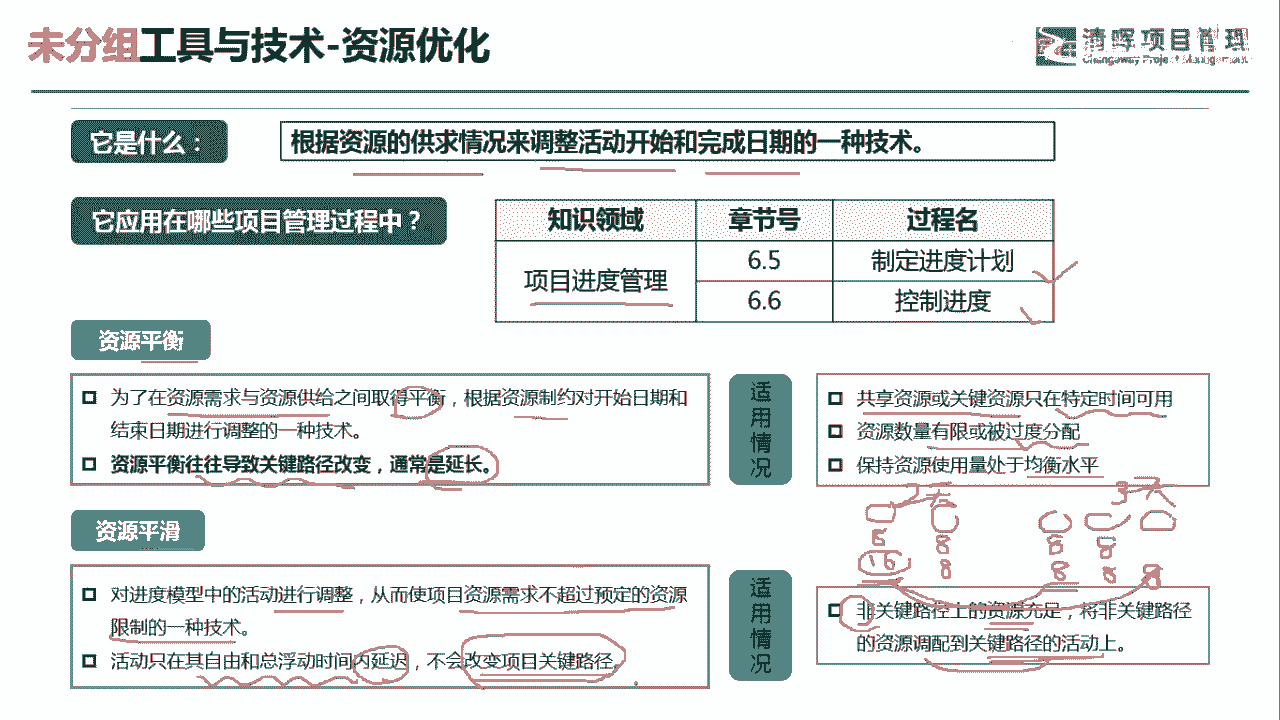 未分组工具与技术-资源优化
清晖项目管理
Changeway Project Management
它是什么：
根据资源的供求情况来调整活动开始和完成日期的一种技术。
它应用在哪些项目管理过程中？
知识领域 章节号 过程名
项目进度管理 6.5 制定进度计划
6.6 控制进度
资源平衡
为了在资源需求与资源供给之间取得平衡，根据资源制约对开始日期和
结束日期进行调整的一种技术。
资源平衡往往导致关键路径改变，通常是延长。
适用情况
共享资源或关键资源只在特定时间可用
资源数量有限或被过度分配
保持资源使用量处于均衡水平
2天 3天
8 8 8 8
16 8 8 8 8
资源平滑
对进度模型中的活动进行调整，从而使项目资源需求不超过预定的资源
限制的一种技术。
活动只在其自由和总浮动时间内延迟，不会改变项目关键路径。
适用情况
非关键路径上的资源充足，将非关键路径
的资源调配到关键路径的活动上。